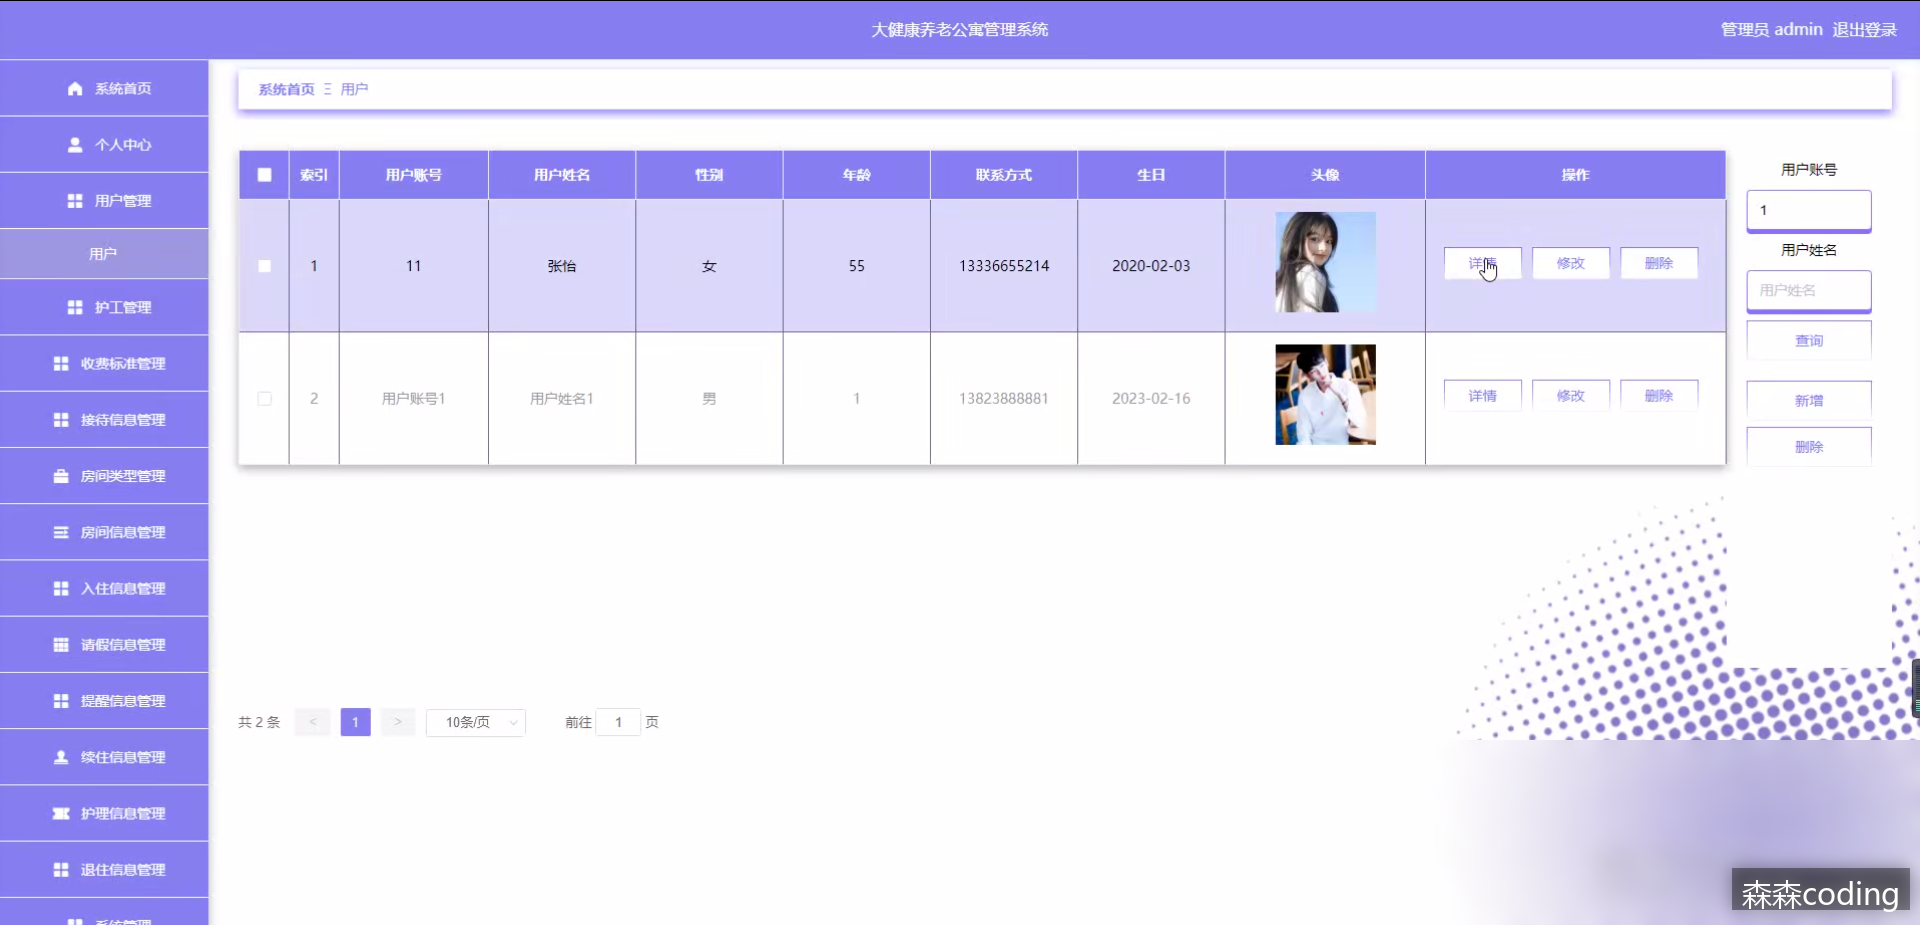 大健康养老公寓管理系统
管理员 admin 退出登录
系统首页
个人中心
用户管理
用户
护工管理
收费标准管理
接待信息管理
房间类型管理
房间信息管理
入住信息管理
请假信息管理
提醒信息管理
续住信息管理
护理信息管理
退住信息管理
系统管理
系统首页 Ξ 用户
索引 用户账号 用户姓名 性别 年龄 联系方式 生日 头像 操作
1 11 张怡 女 55 13336655214 2020-02-03 详情 修改 删除
2 用户账号1 用户姓名1 男 1 13823888881 2023-02-16 详情 修改 删除
用户账号
1
用户姓名
用户姓名
查询
新增
删除
共 2 条 < 1 > 10条/页 前往 1 页
森森coding